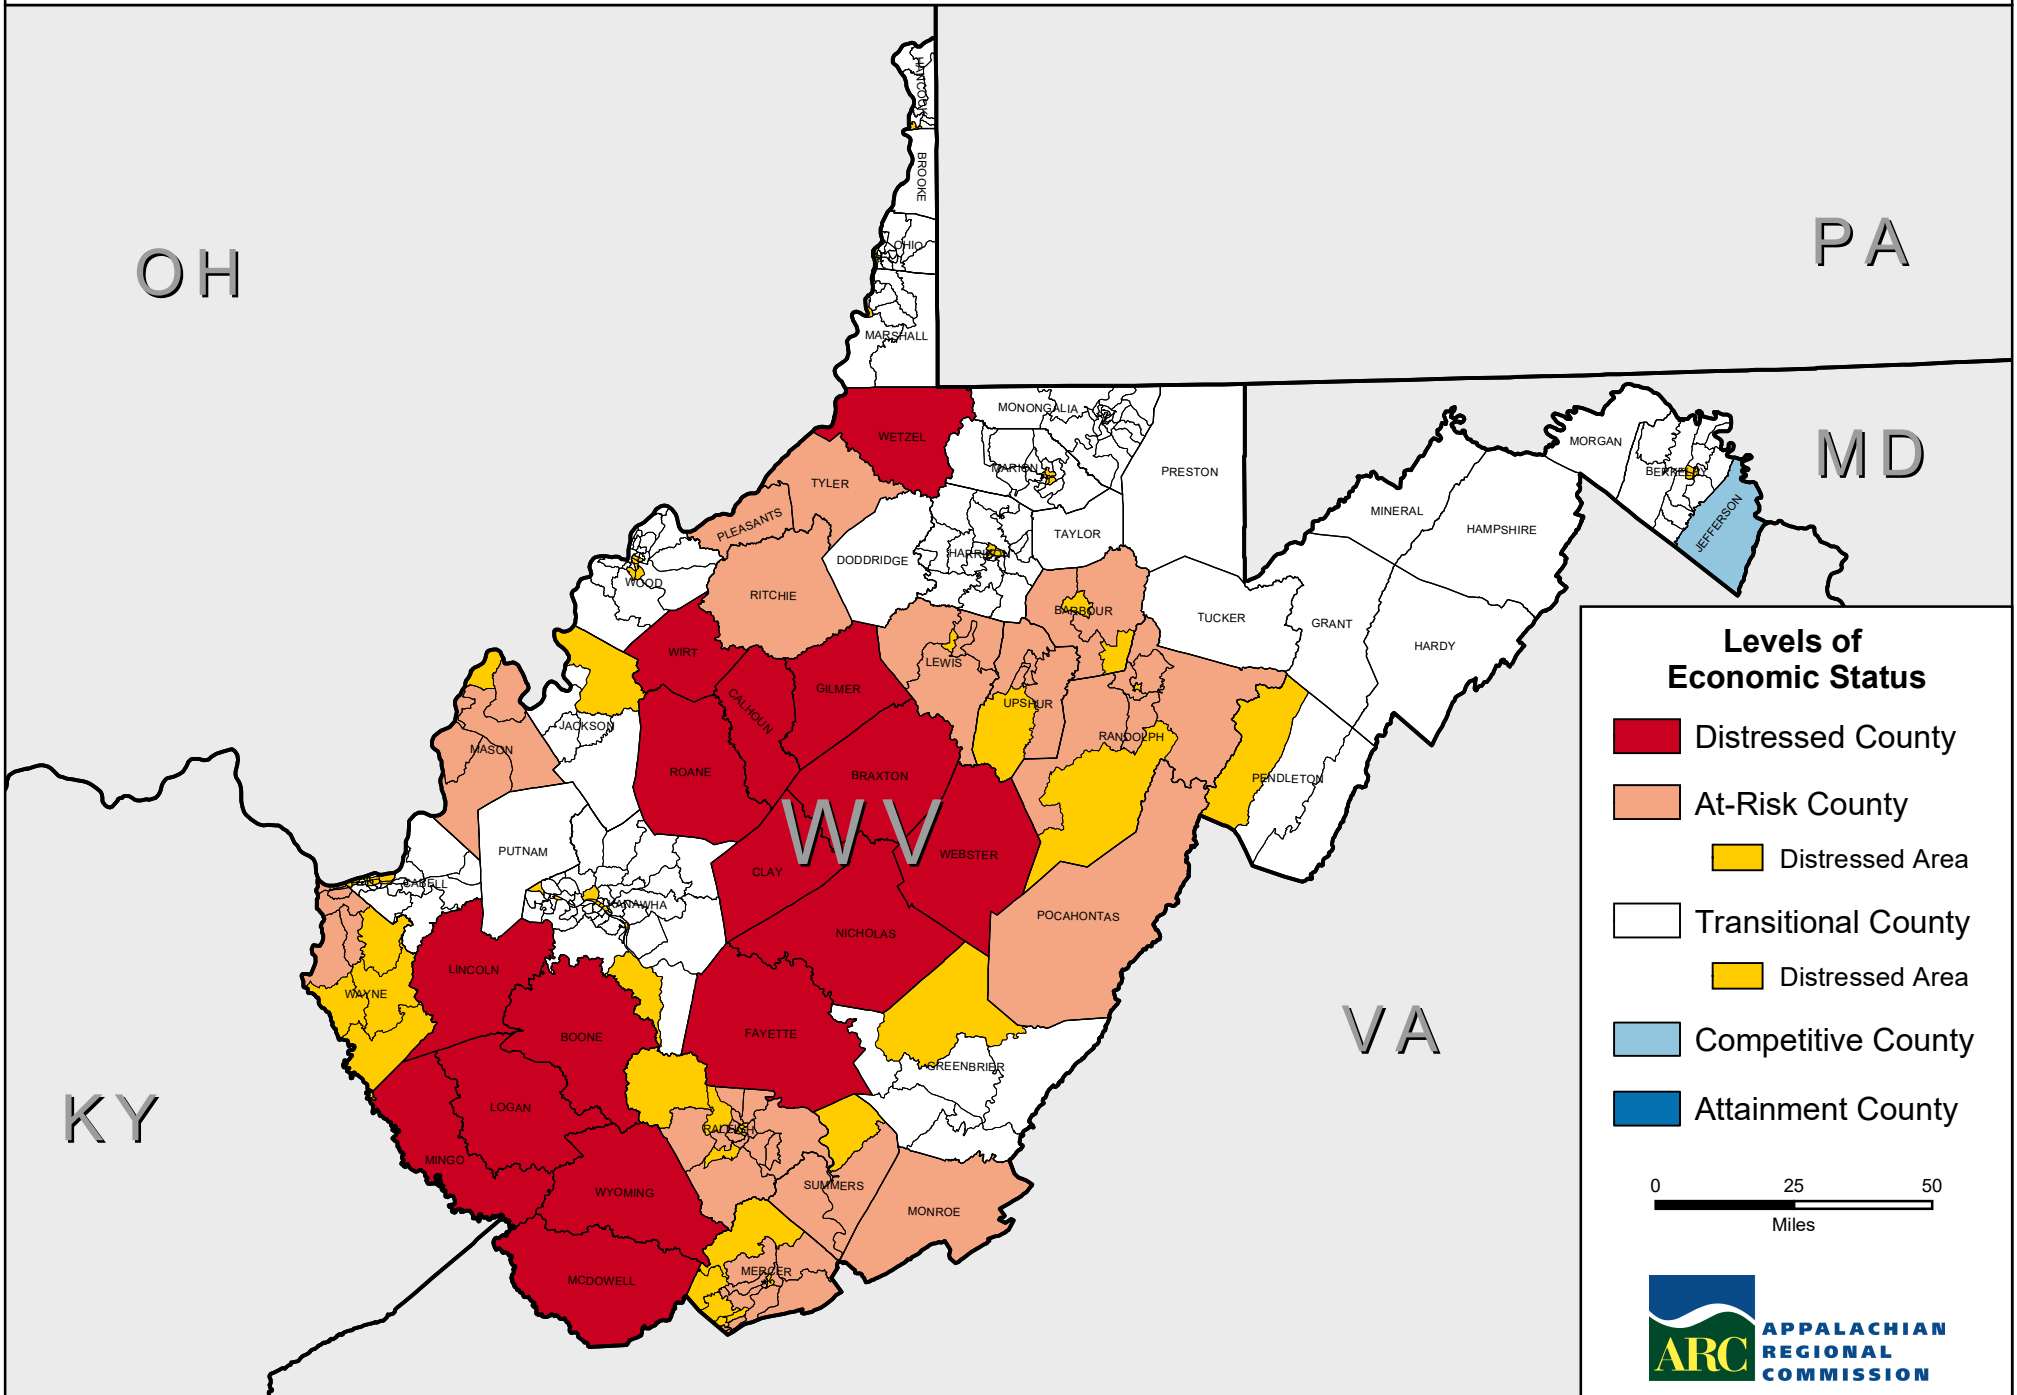 HANCOCK
BROOKE
OHIO
OH
PA
MARSHALL
MONONGALIA
WETZEL
MORGAN
MD
MARION
PRESTON
BERKELEY
TYLER
MINERAL
JEFFERSON
PLEASANTS
HAMPSHIRE
TAYLOR
HARRISON
DODDRIDGE
WOOD
RITCHIE
BARBOUR
TUCKER
GRANT
HARDY
WIRT
LEWIS
GILMER
CALHOUN
UPSHUR
JACKSON
RANDOLPH
MASON
ROANE
BRAXTON
PENDLETON
WV
PUTNAM
WEBSTER
CLAY
CABELL
KANAWHA
POCAHONTAS
NICHOLAS
LINCOLN
WAYNE
FAYETTE
BOONE
VA
GREENBRIER
KY
LOGAN
RALEIGH
MINGO
SUMMERS
WYOMING
MONROE
MERCER
MCDOWELL
Levels of
Economic Status
Distressed County
At-Risk County
Distressed Area
Transitional County
Distressed Area
Competitive County
Attainment County
0 25 50
Miles
ARC
APPALACHIAN
REGIONAL
COMMISSION